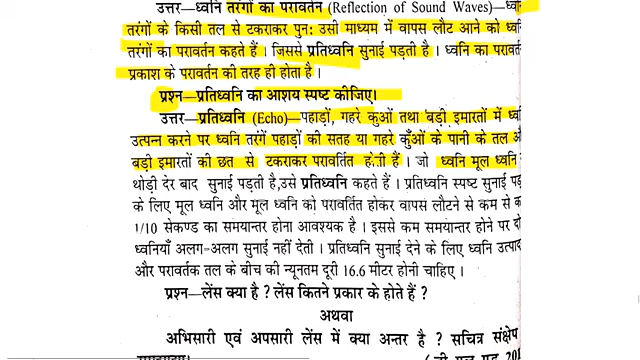 उत्तर—ध्वनि तरंगों का परावर्तन (Reflection of Sound Waves)—ध्वनि
तरंगों के किसी तल से टकराकर पुनः उसी माध्यम में वापस लौट आने को ध्वनि
तरंगों का परावर्तन कहते हैं। जिससे प्रतिध्वनि सुनाई पड़ती है। ध्वनि का परावर्तन
प्रकाश के परावर्तन की तरह ही होता है।
प्रश्न—प्रतिध्वनि का आशय स्पष्ट कीजिए।
उत्तर—प्रतिध्वनि (Echo)—पहाड़ों, गहरे कुओं तथा बड़ी इमारतों में ध्वनि
उत्पन्न करने पर ध्वनि तरंगें पहाड़ों की सतह या गहरे कुँओं के पानी के तल
बड़ी इमारतों की छत से टकराकर परावर्तित होती हैं। जो ध्वनि मूल ध्वनि
थोड़ी देर बाद सुनाई पड़ती है, उसे प्रतिध्वनि कहते हैं। प्रतिध्वनि स्पष्ट सुनाई
के लिए मूल ध्वनि और मूल ध्वनि को परावर्तित होकर वापस लौटने से कम से
1/10 सेकण्ड का समयान्तर होना आवश्यक है। इससे कम समयान्तर होने पर
ध्वनियाँ अलग-अलग सुनाई नहीं देती। प्रतिध्वनि सुनाई देने के लिए ध्वनि
और परावर्तक तल के बीच की न्यूनतम दूरी 16.6 मीटर होनी चाहिए।
प्रश्न—लेंस क्या है ? लेंस कितने प्रकार के होते हैं ?
अथवा
अभिसारी एवं अपसारी लेंस में क्या अन्तर है ? सचित्र संक्षेप